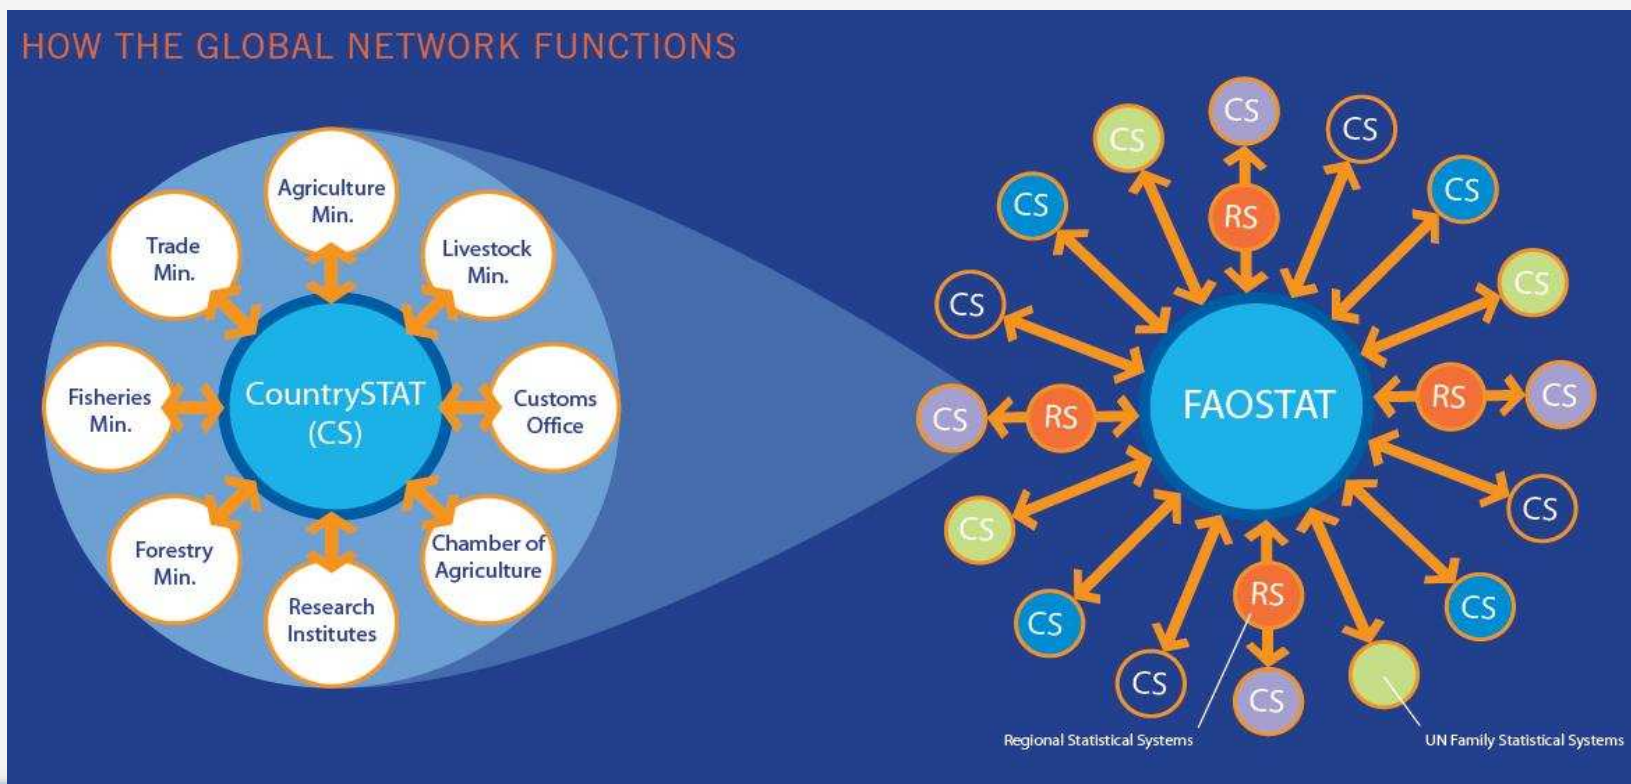 HOW THE GLOBAL NETWORK FUNCTIONS
Agriculture
Min.
Trade
Min.
Livestock
Min.
Fisheries
Min.
CountrySTAT
(CS)
Customs
Office
Forestry
Min.
Chamber of
Agriculture
Research
Institutes
CS
CS
CS
CS
CS
RS
CS
CS
CS
CS
RS
FAOSTAT
RS
CS
CS
CS
CS
RS
CS
CS
CS
Regional Statistical Systems
UN Family Statistical Systems